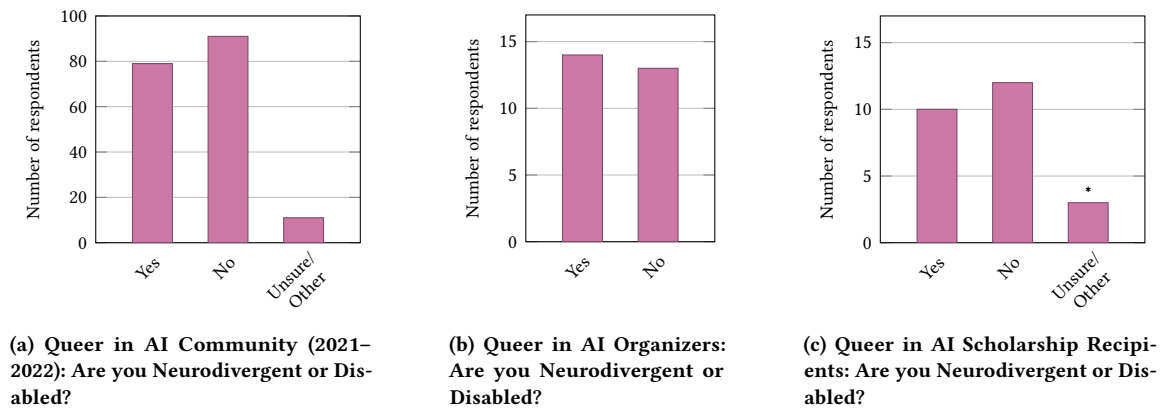 100
80
60
40
20
0
Number of respondents
Yes
No
Unsure/
Other
(a) Queer in AI Community (2021–
2022): Are you Neurodivergent or Dis-
abled?
15
10
5
0
Number of respondents
Yes
No
(b) Queer in AI Organizers:
Are you Neurodivergent or
Disabled?
15
10
5
0
Number of respondents
*
Yes
No
Unsure/
Other
(c) Queer in AI Scholarship Recipi-
ents: Are you Neurodivergent or Dis-
abled?